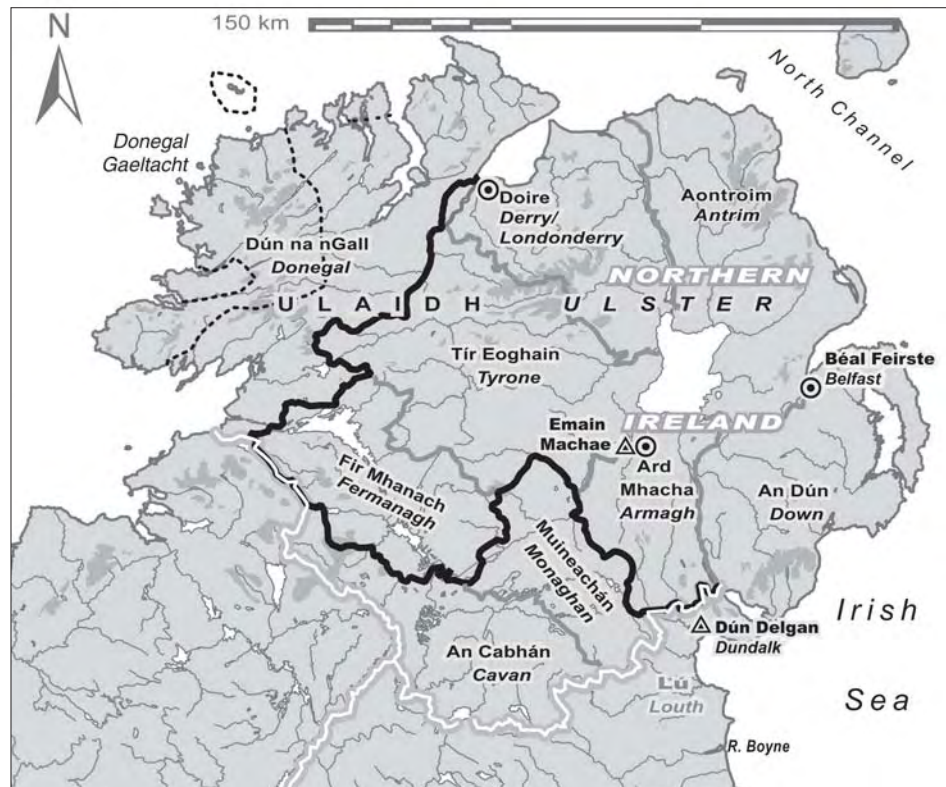 N
150 km
North Channel
Donegal
Gaeltacht
Doire
Derry/
Londonderry
Aontroim
Antrim
Dún na nGall
Donegal
NORTHERN
ULAIDH ULSTER
Tír Eoghain
Tyrone
Béal Feirste
Belfast
IRELAND
Emain
Machae
Ard
Mhacha
Armagh
Fir Mhanach
Fermanagh
An Dún
Down
Muineachán
Monaghan
Irish
Sea
Dún Delgan
Dundalk
An Cabhán
Cavan
Lú
Louth
R. Boyne